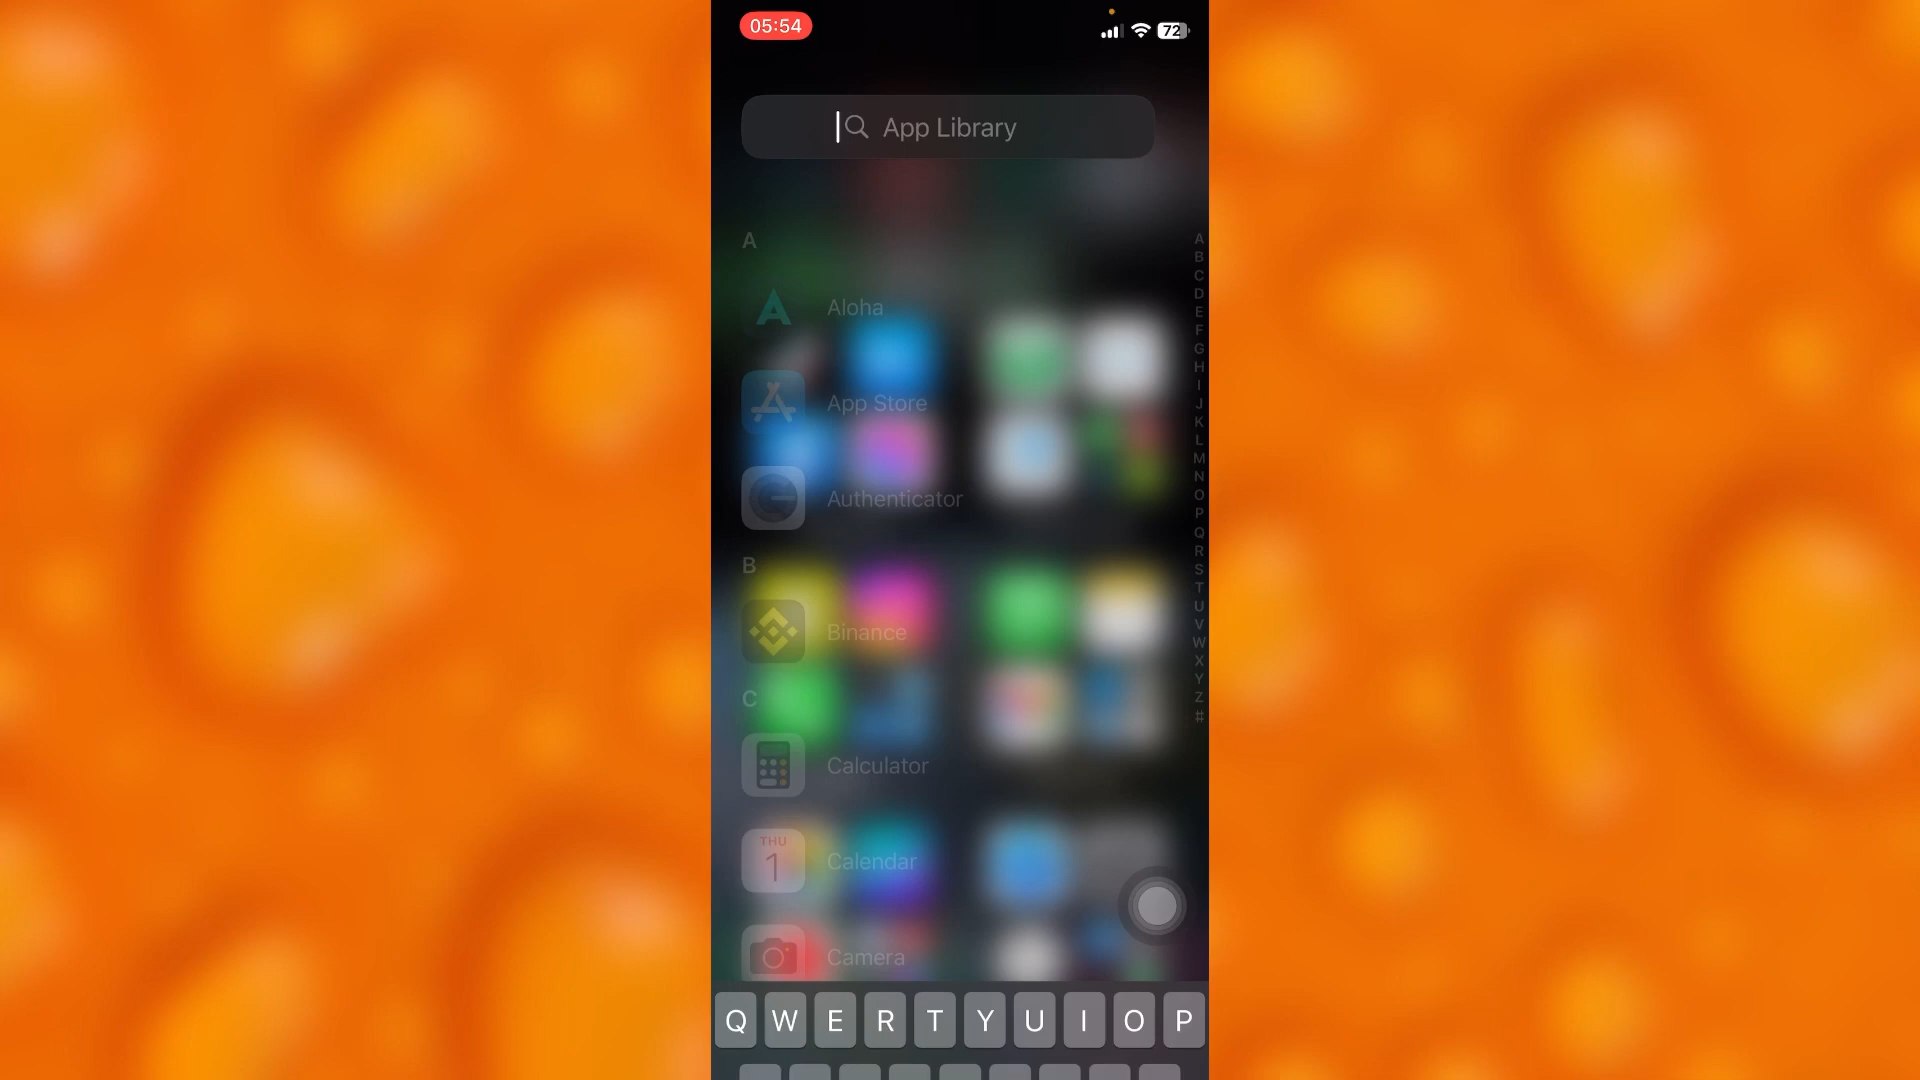 05:54
72
App Library
A
Aloha
App Store
Authenticator
B
Binance
C
Calculator
THU
1
Calendar
Camera
A
B
C
D
E
F
G
H
I
J
K
L
M
N
O
P
Q
R
S
T
U
V
W
X
Y
Z
#
Q W E R T Y U I O P